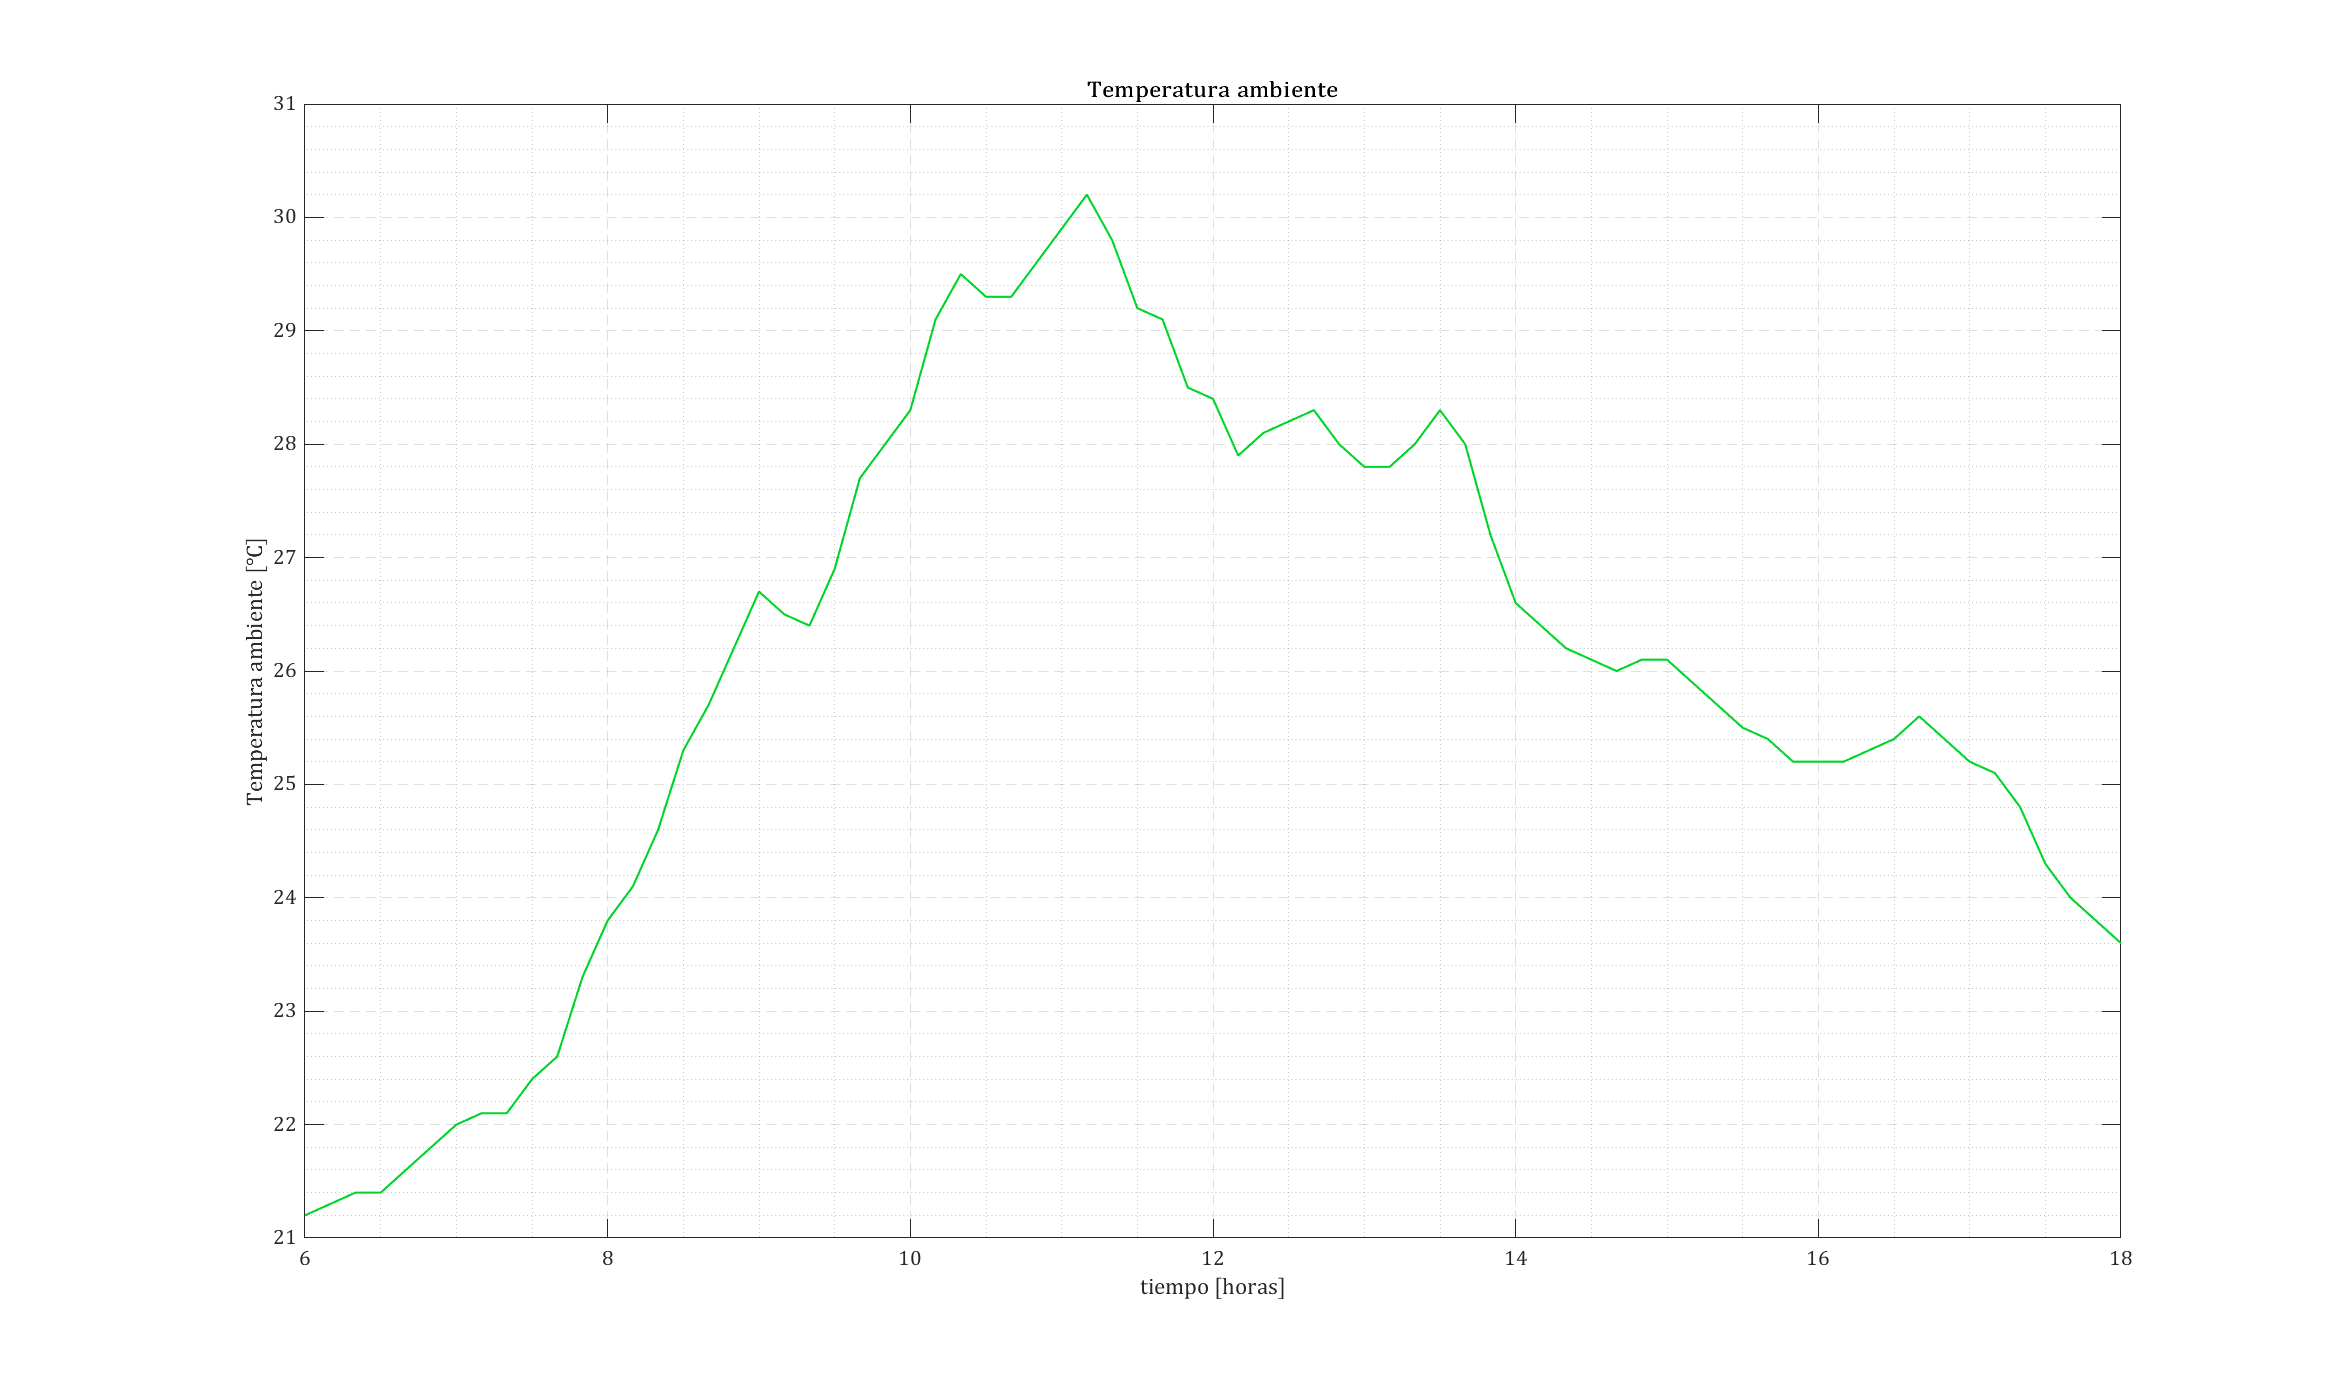 Temperatura ambiente
31
30
29
28
27
26
25
24
23
22
21
Temperatura ambiente [°C]
6 8 10 12 14 16 18
tiempo [horas]